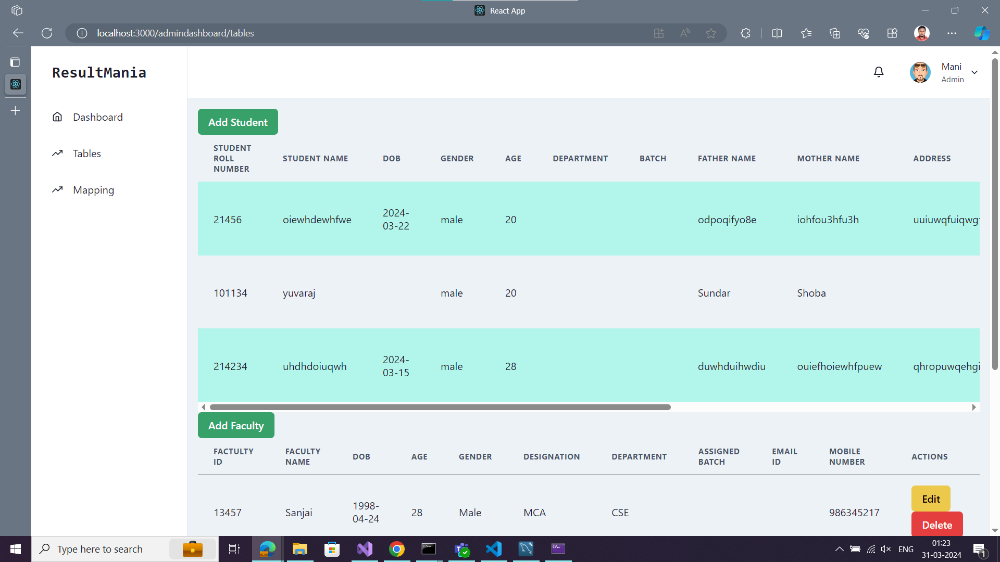 React App
localhost:3000/admindashboard/tables
ResultMania
Mani
Admin
Dashboard
Tables
Mapping
Add Student
STUDENT ROLL NUMBER STUDENT NAME DOB GENDER AGE DEPARTMENT BATCH FATHER NAME MOTHER NAME ADDRESS
21456 oiewhdewhfwe 2024-03-22 male 20 odpoqifyo8e iohfou3hfu3h uuiuwqfuiqwg
101134 yuvaraj male 20 Sundar Shoba
214234 uhdhdoiuqwh 2024-03-15 male 28 duwhduihwdiu ouiefhoiewhfpuew qhropuwqehgi
Add Faculty
FACTULTY ID FACULTY NAME DOB AGE GENDER DESIGNATION DEPARTMENT ASSIGNED BATCH EMAIL ID MOBILE NUMBER ACTIONS
13457 Sanjai 1998-04-24 28 Male MCA CSE 986345217 Edit
Delete
Type here to search
ENG
01:23
31-03-2024
1